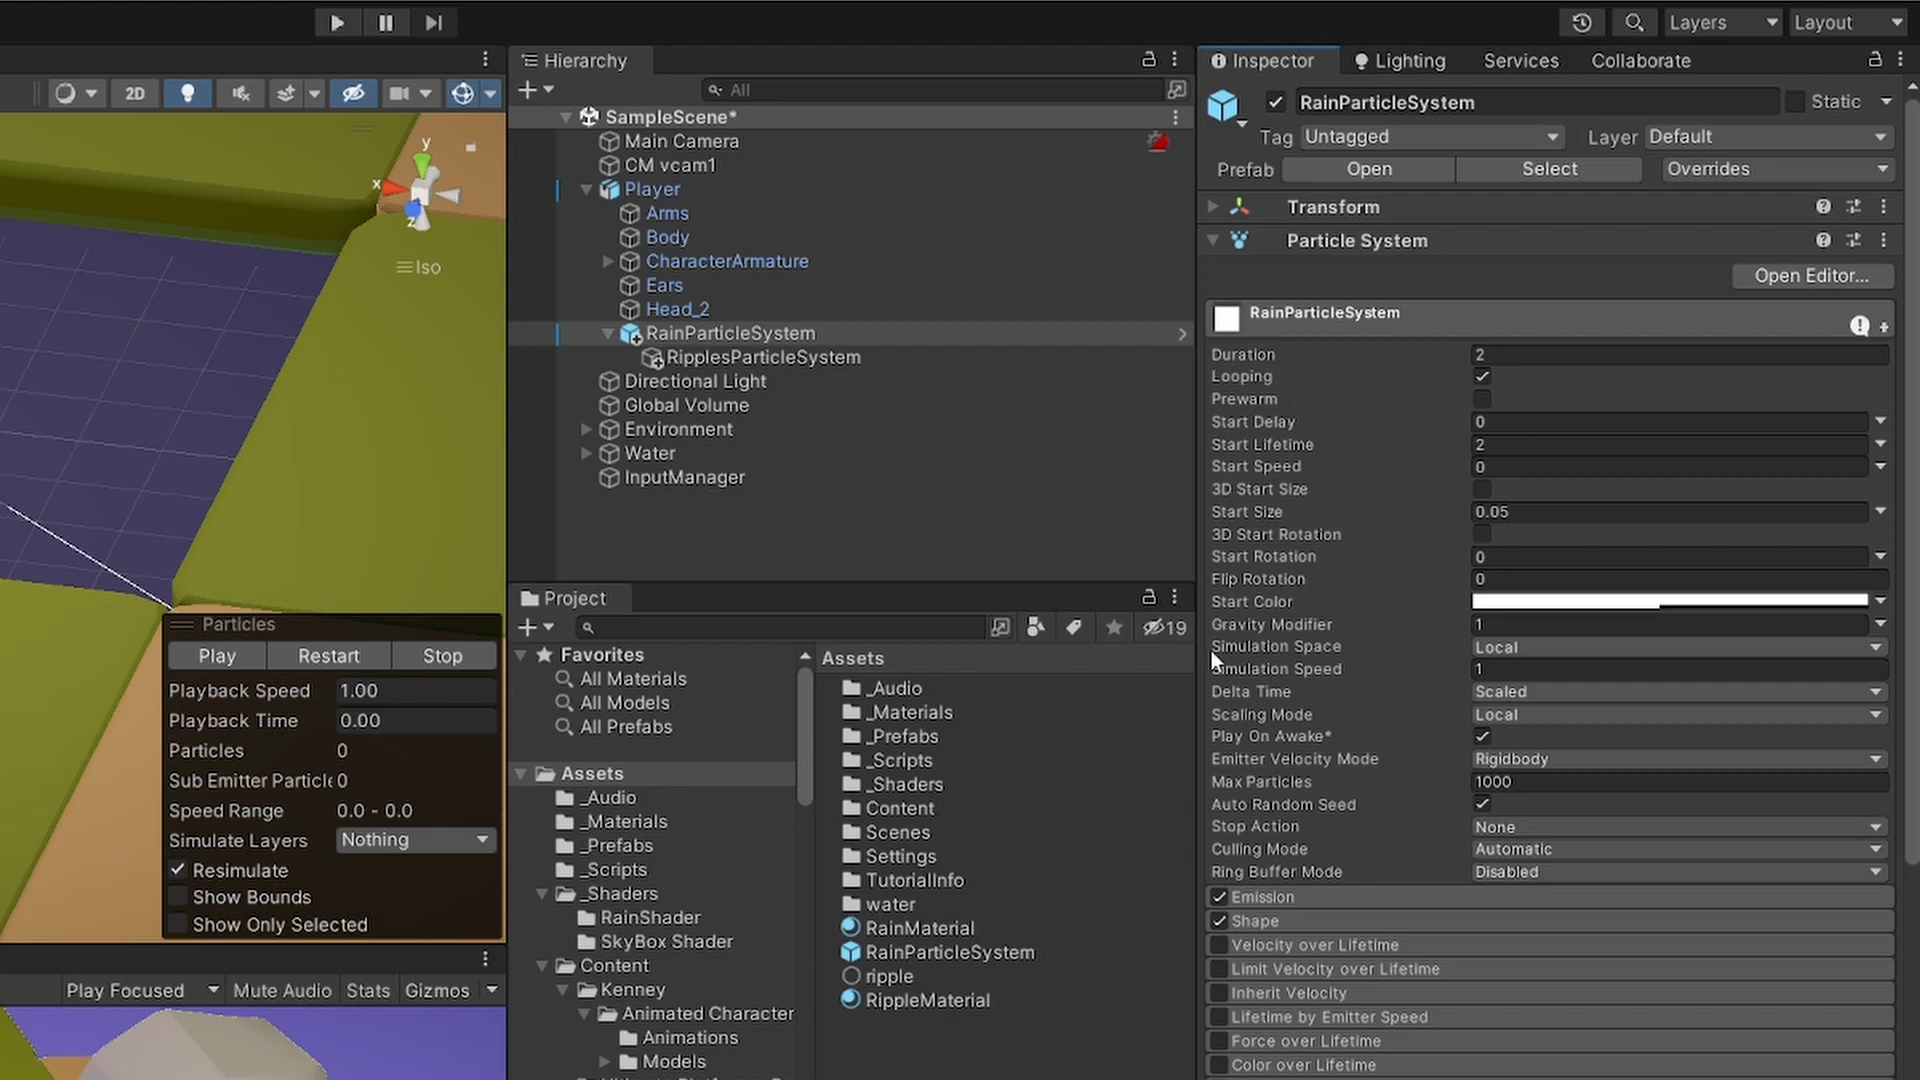 Layers
Layout
2D
y
x
z
Iso
Particles
Play
Restart
Stop
Playback Speed 1.00
Playback Time 0.00
Particles 0
Sub Emitter Particle 0
Speed Range 0.0 - 0.0
Simulate Layers Nothing
Resimulate
Show Bounds
Show Only Selected
Play Focused
Mute Audio
Stats
Gizmos
Hierarchy
All
SampleScene*
Main Camera
CM vcam1
Player
Arms
Body
CharacterArmature
Ears
Head_2
RainParticleSystem
RipplesParticleSystem
Directional Light
Global Volume
Environment
Water
InputManager
Project
19
Favorites
All Materials
All Models
All Prefabs
Assets
_Audio
_Materials
_Prefabs
_Scripts
_Shaders
RainShader
SkyBox Shader
Content
Kenney
Animated Character
Animations
Models
Assets
_Audio
_Materials
_Prefabs
_Scripts
_Shaders
Content
Scenes
Settings
TutorialInfo
water
RainMaterial
RainParticleSystem
ripple
RippleMaterial
Inspector
Lighting
Services
Collaborate
RainParticleSystem
Static
Tag Untagged
Layer Default
Prefab
Open
Select
Overrides
Transform
Particle System
Open Editor...
RainParticleSystem
Duration 2
Looping
Prewarm
Start Delay 0
Start Lifetime 2
Start Speed 0
3D Start Size
Start Size 0.05
3D Start Rotation
Start Rotation 0
Flip Rotation 0
Start Color
Gravity Modifier 1
Simulation Space Local
Simulation Speed 1
Delta Time Scaled
Scaling Mode Local
Play On Awake*
Emitter Velocity Mode Rigidbody
Max Particles 1000
Auto Random Seed
Stop Action None
Culling Mode Automatic
Ring Buffer Mode Disabled
Emission
Shape
Velocity over Lifetime
Limit Velocity over Lifetime
Inherit Velocity
Lifetime by Emitter Speed
Force over Lifetime
Color over Lifetime